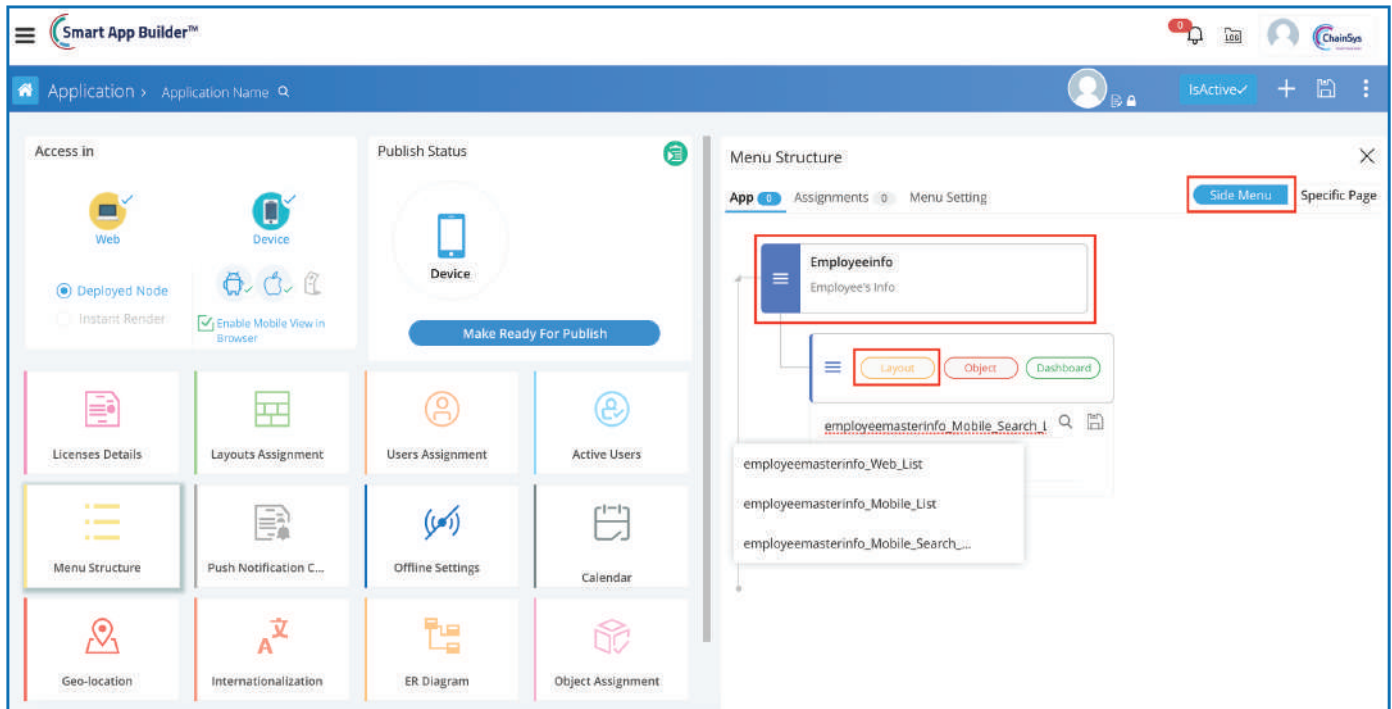 Smart App Builder™
0
LOG
ChainSys
Application > Application Name
IsActive✓
Access in
Web
Device
Deployed Node
Instant Render
Enable Mobile View in
Browser
Publish Status
Device
Make Ready For Publish
Licenses Details
Layouts Assignment
Users Assignment
Active Users
Menu Structure
Push Notification C...
Offline Settings
Calendar
Geo-location
A文
Internationalization
ER Diagram
Object Assignment
Menu Structure
App 0 Assignments 0 Menu Setting
Side Menu Specific Page
Employeeinfo
Employee's Info
Layout Object Dashboard
employeemasterinfo_Mobile_Search_L
employeemasterinfo_Web_List
employeemasterinfo_Mobile_List
employeemasterinfo_Mobile_Search_...